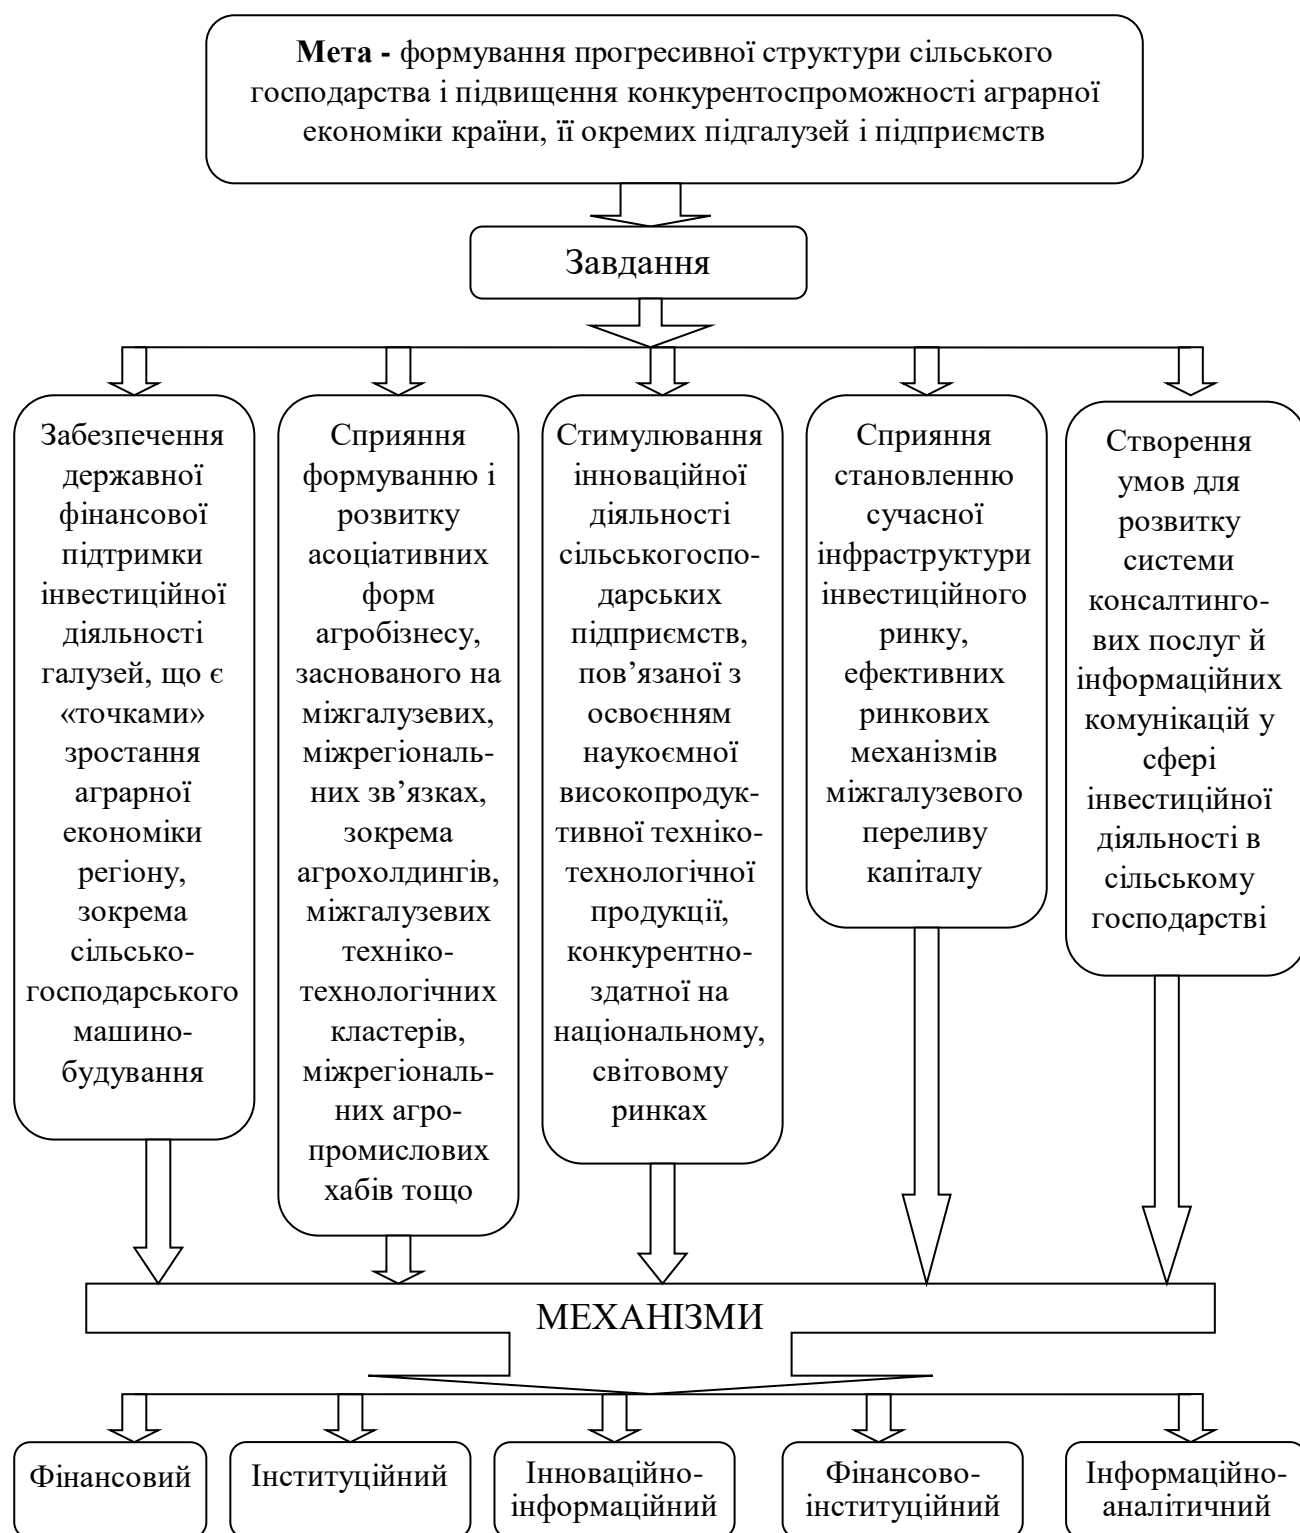 Мета - формування прогресивної структури сільського
господарства і підвищення конкурентоспроможності аграрної
економіки країни, її окремих підгалузей і підприємств
Завдання
Забезпечення
державної
фінансової
підтримки
інвестиційної
діяльності
галузей, що є
«точками»
зростання
аграрної
економіки
регіону,
зокрема
сільсько-
господарського
машино-
будування
Сприяння
формуванню і
розвитку
асоціативних
форм
агробізнесу,
заснованого на
міжгалузевих,
міжрегіональ-
них зв’язках,
зокрема
агрохолдингів,
міжгалузевих
техніко-
технологічних
кластерів,
міжрегіональ-
них агро-
промислових
хабів тощо
Стимулювання
інноваційної
діяльності
сільськогоспо-
дарських
підприємств,
пов’язаної з
освоєнням
наукоємної
високопродук-
тивної техніко-
технологічної
продукції,
конкурентно-
здатної на
національному,
світовому
ринках
Сприяння
становленню
сучасної
інфраструктури
інвестиційного
ринку,
ефективних
ринкових
механізмів
міжгалузевого
переливу
капіталу
Створення
умов для
розвитку
системи
консалтинго-
вих послуг й
інформаційних
комунікацій у
сфері
інвестиційної
діяльності в
сільському
господарстві
МЕХАНІЗМИ
Фінансовий
Інституційний
Інноваційно-
інформаційний
Фінансово-
інституційний
Інформаційно-
аналітичний